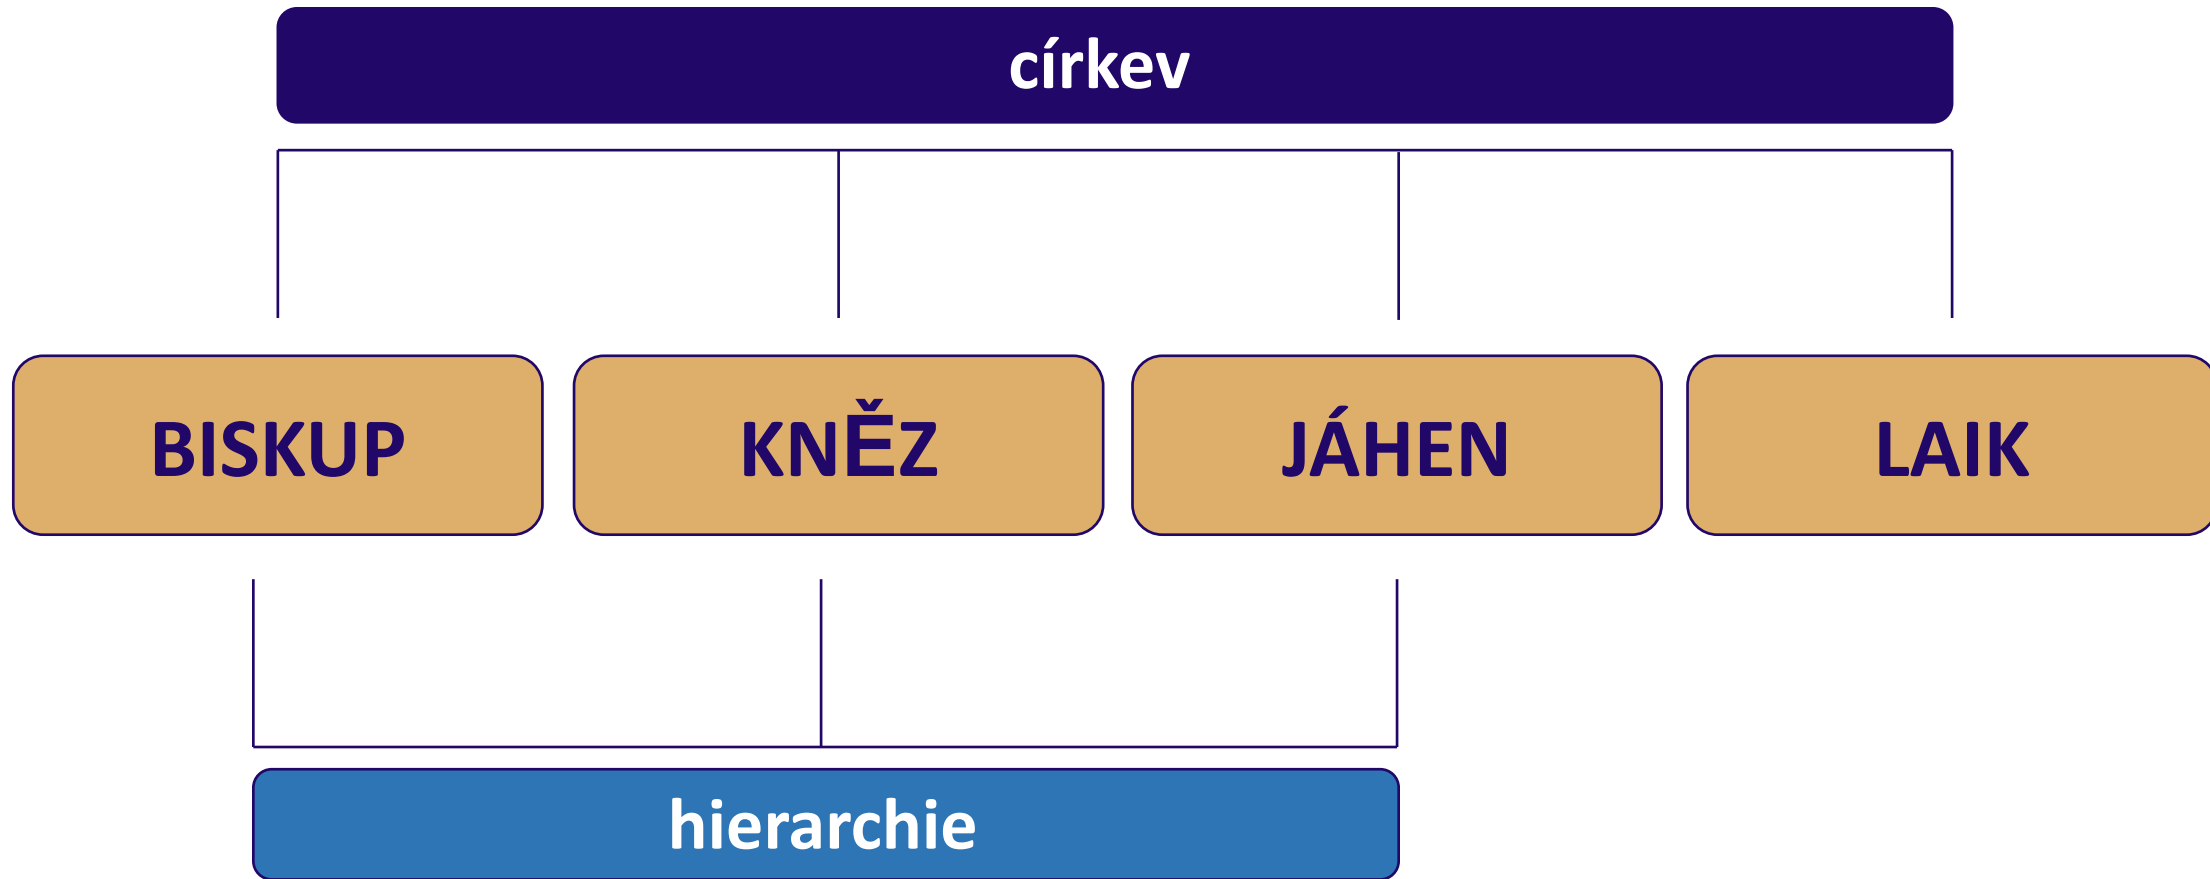 církev
BISKUP
KNĚZ
JÁHEN
LAIK
hierarchie